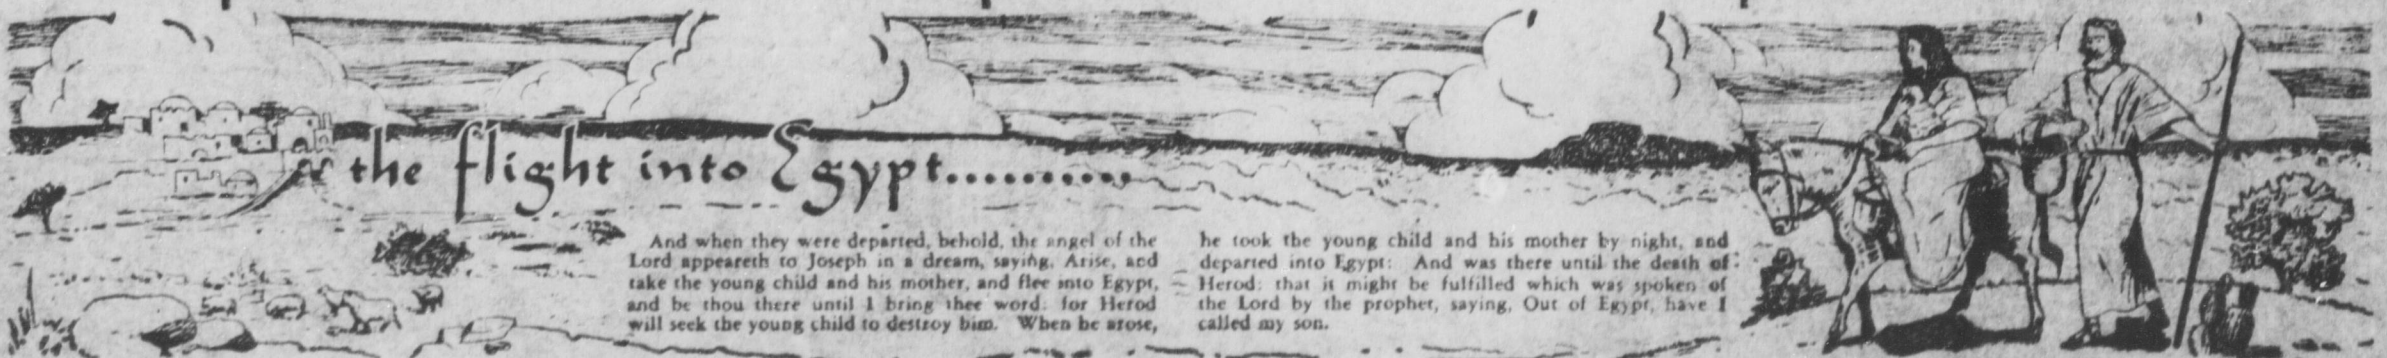 the flight into Egypt..........
And when they were departed, behold, the angel of the
Lord appeareth to Joseph in a dream, saying, Arise, and
take the young child and his mother, and flee into Egypt,
and be thou there until I bring thee word: for Herod
will seek the young child to destroy him. When he arose,
he took the young child and his mother by night, and
departed into Egypt: And was there until the death of
Herod: that it might be fulfilled which was spoken of
the Lord by the prophet, saying, Out of Egypt, have I
called my son.